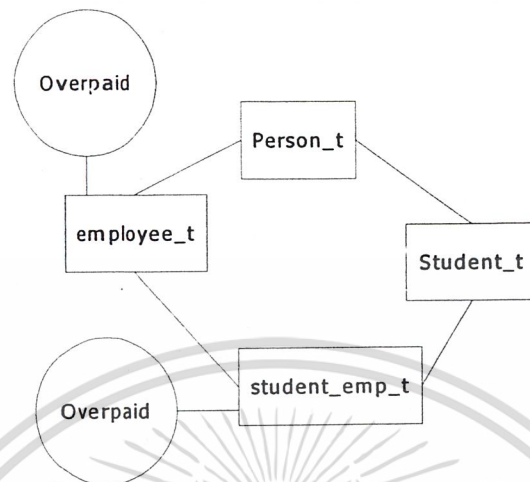 Overpaid
Person_t
employee_t
Student_t
student_emp_t
Overpaid